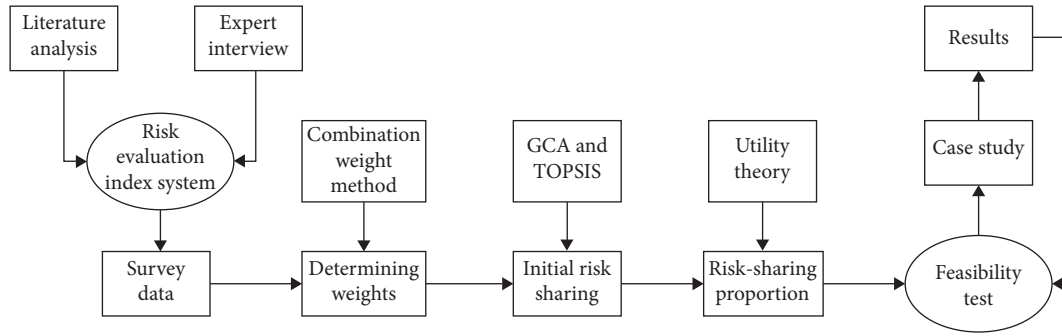 Literature
analysis
Expert
interview
Results
Risk
evaluation
index system
Combination
weight
method
GCA and
TOPSIS
Utility
theory
Case study
Survey
data
Determining
weights
Initial risk
sharing
Risk-sharing
proportion
Feasibility
test